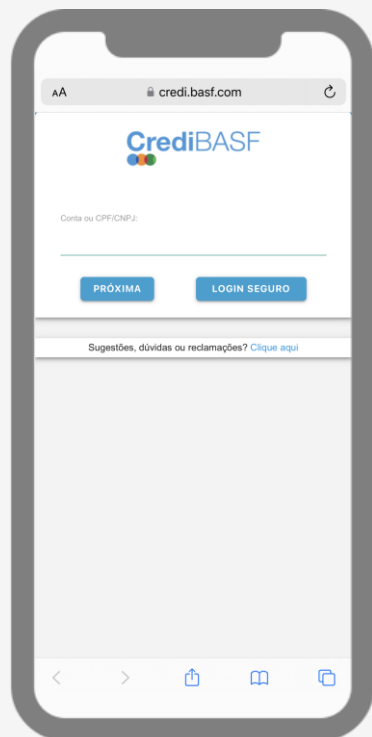 AA
credi.basf.com
CrediBASF
Conta ou CPF/CNPJ:
PRÓXIMA
LOGIN SEGURO
Sugestões, dúvidas ou reclamações? Clique aqui